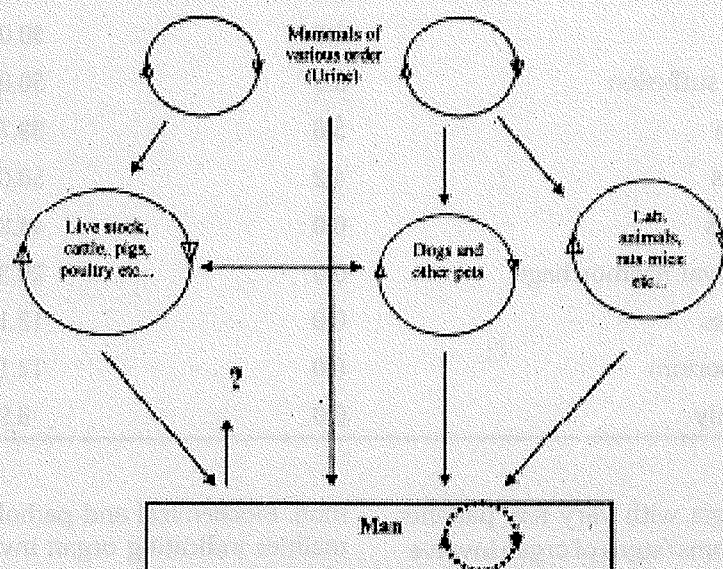 Mammals of
various order
(Urine)
Live stock,
cattle, pigs,
poultry etc...
Dogs and
other pets
Lab,
animals,
rats mice
etc...
?
Man